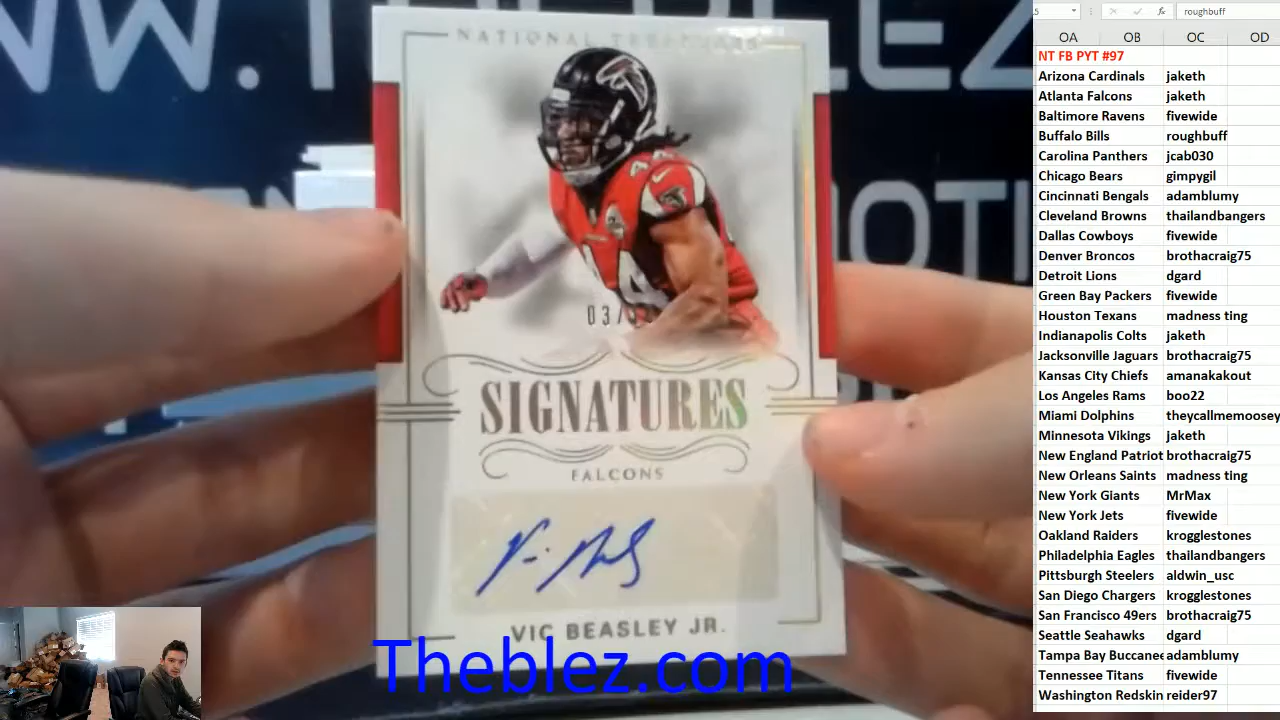 NATIONAL TREASURES
44
03/
SIGNATURES
FALCONS
VIC BEASLEY JR.
Theblez.com
roughbuff
OA OB OC OD
NT FB PYT #97
Arizona Cardinals jaketh
Atlanta Falcons jaketh
Baltimore Ravens fivewide
Buffalo Bills roughbuff
Carolina Panthers jcab030
Chicago Bears gimpygil
Cincinnati Bengals adamblumy
Cleveland Browns thailandbangers
Dallas Cowboys fivewide
Denver Broncos brothacraig75
Detroit Lions dgard
Green Bay Packers fivewide
Houston Texans madness ting
Indianapolis Colts jaketh
Jacksonville Jaguars brothacraig75
Kansas City Chiefs amanakakout
Los Angeles Rams boo22
Miami Dolphins theycallmemoosey
Minnesota Vikings Jaketh
New England Patriot brothacraig75
New Orleans Saints madness ting
New York Giants MrMax
New York Jets fivewide
Oakland Raiders krogglestones
Philadelphia Eagles thailandbangers
Pittsburgh Steelers aldwin_usc
San Diego Chargers krogglestones
San Francisco 49ers brothacraig75
Seattle Seahawks dgard
Tampa Bay Buccanee adamblumy
Tennessee Titans fivewide
Washington Redskin reider97